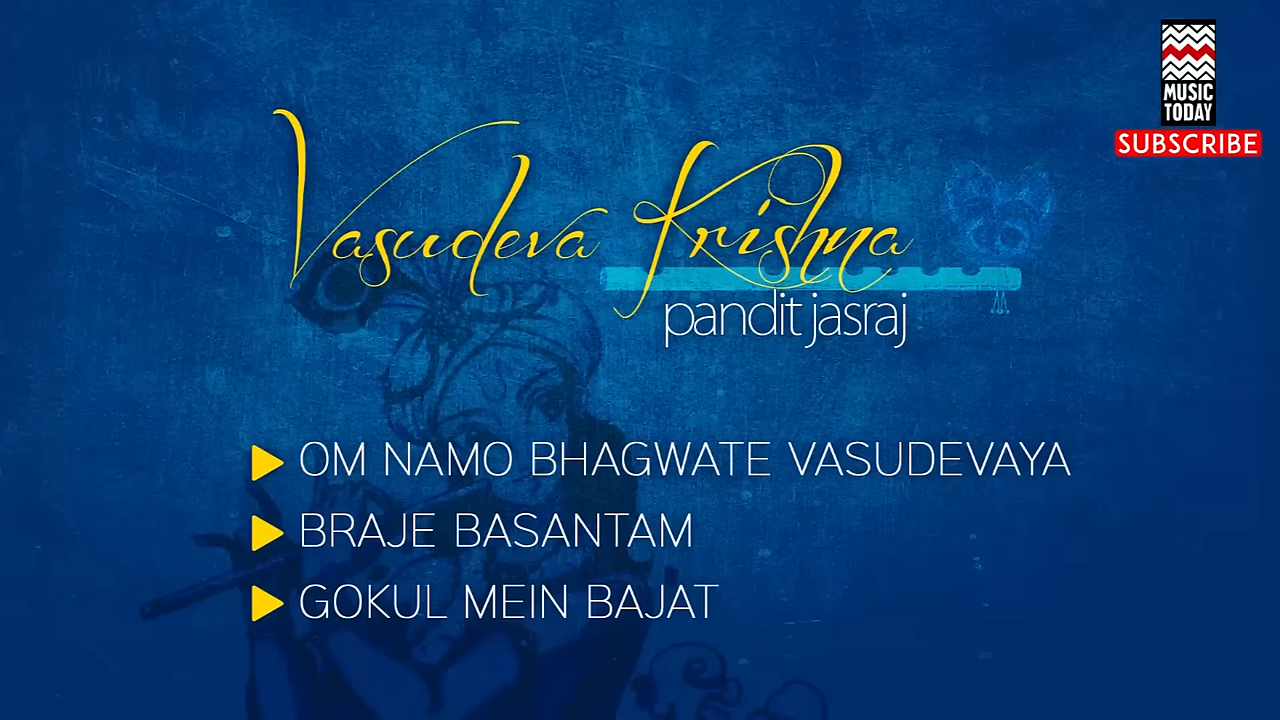 MUSIC
TODAY
SUBSCRIBE
Vasudeva Krishna
pandit jasraj
OM NAMO BHAGWATE VASUDEVAYA
BRAJE BASANTAM
GOKUL MEIN BAJAT